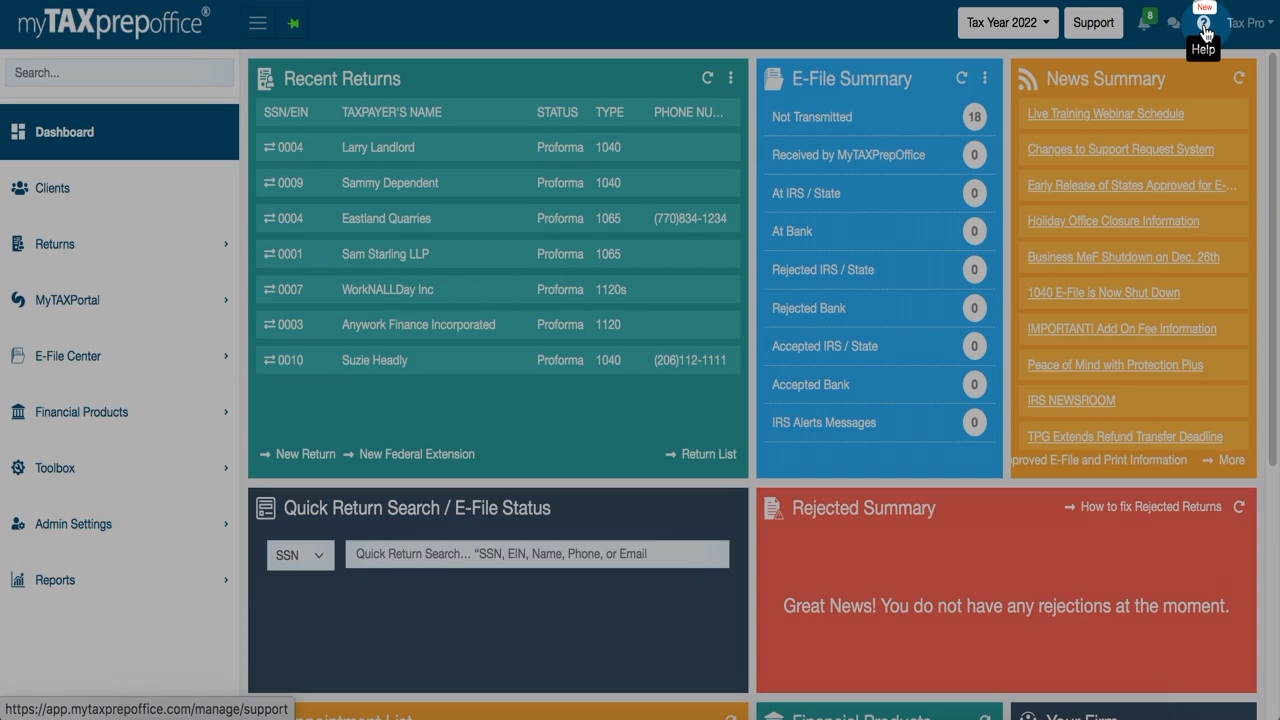 myTAXprepoffice®
Tax Year 2022
Support
8
New
Tax Pro
Help
Search...
Dashboard
Clients
Returns
MyTAXPortal
E-File Center
Financial Products
Toolbox
Admin Settings
Reports
Recent Returns
SSN/EIN TAXPAYER'S NAME STATUS TYPE PHONE NU...
0004 Larry Landlord Proforma 1040
0009 Sammy Dependent Proforma 1040
0004 Eastland Quarries Proforma 1065 (770)834-1234
0001 Sam Starling LLP Proforma 1065
0007 WorkNALLDay Inc Proforma 1120s
0003 Anywork Finance Incorporated Proforma 1120
0010 Suzie Headly Proforma 1040 (206)112-1111
→ New Return → New Federal Extension → Return List
E-File Summary
Not Transmitted 18
Received by MyTAXPrepOffice 0
At IRS / State 0
At Bank 0
Rejected IRS / State 0
Rejected Bank 0
Accepted IRS / State 0
Accepted Bank 0
IRS Alerts Messages 0
News Summary
Live Training Webinar Schedule
Changes to Support Request System
Early Release of States Approved for E-...
Holiday Office Closure Information
Business MeF Shutdown on Dec. 26th
1040 E-File is Now Shut Down
IMPORTANT! Add On Fee Information
Peace of Mind with Protection Plus
IRS NEWSROOM
TPG Extends Refund Transfer Deadline
proved E-File and Print Information → More
Quick Return Search / E-File Status
SSN
Quick Return Search... "SSN, EIN, Name, Phone, or Email
Rejected Summary
→ How to fix Rejected Returns
Great News! You do not have any rejections at the moment.
https://app.mytaxprepoffice.com/manage/support